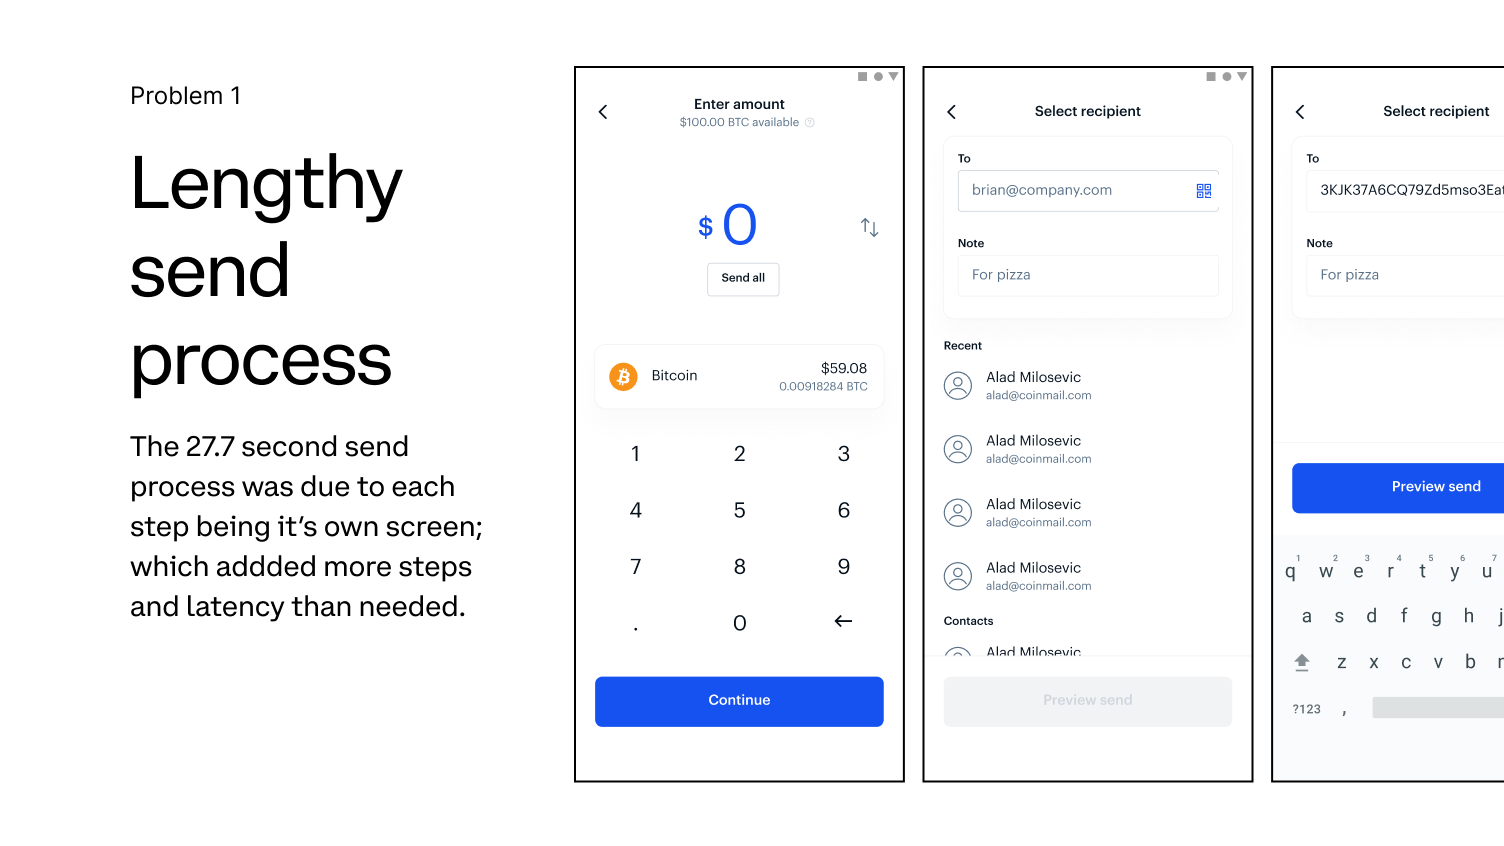 Problem 1
Lengthy
send
process
The 27.7 second send
process was due to each
step being it’s own screen;
which addded more steps
and latency than needed.
Enter amount
$100.00 BTC available
$ 0
Send all
Bitcoin
$59.08
0.00918284 BTC
1 2 3
4 5 6
7 8 9
. 0
Continue
Select recipient
To
brian@company.com
Note
For pizza
Recent
Alad Milosevic
alad@coinmail.com
Alad Milosevic
alad@coinmail.com
Alad Milosevic
alad@coinmail.com
Alad Milosevic
alad@coinmail.com
Contacts
Alad Milosevic
Preview send
Select recipient
To
3KJK37A6CQ79Zd5mso3Eat
Note
For pizza
Preview send
1 2 3 4 5 6 7
q w e r t y u
a s d f g h j
z x c v b n
?123 ,